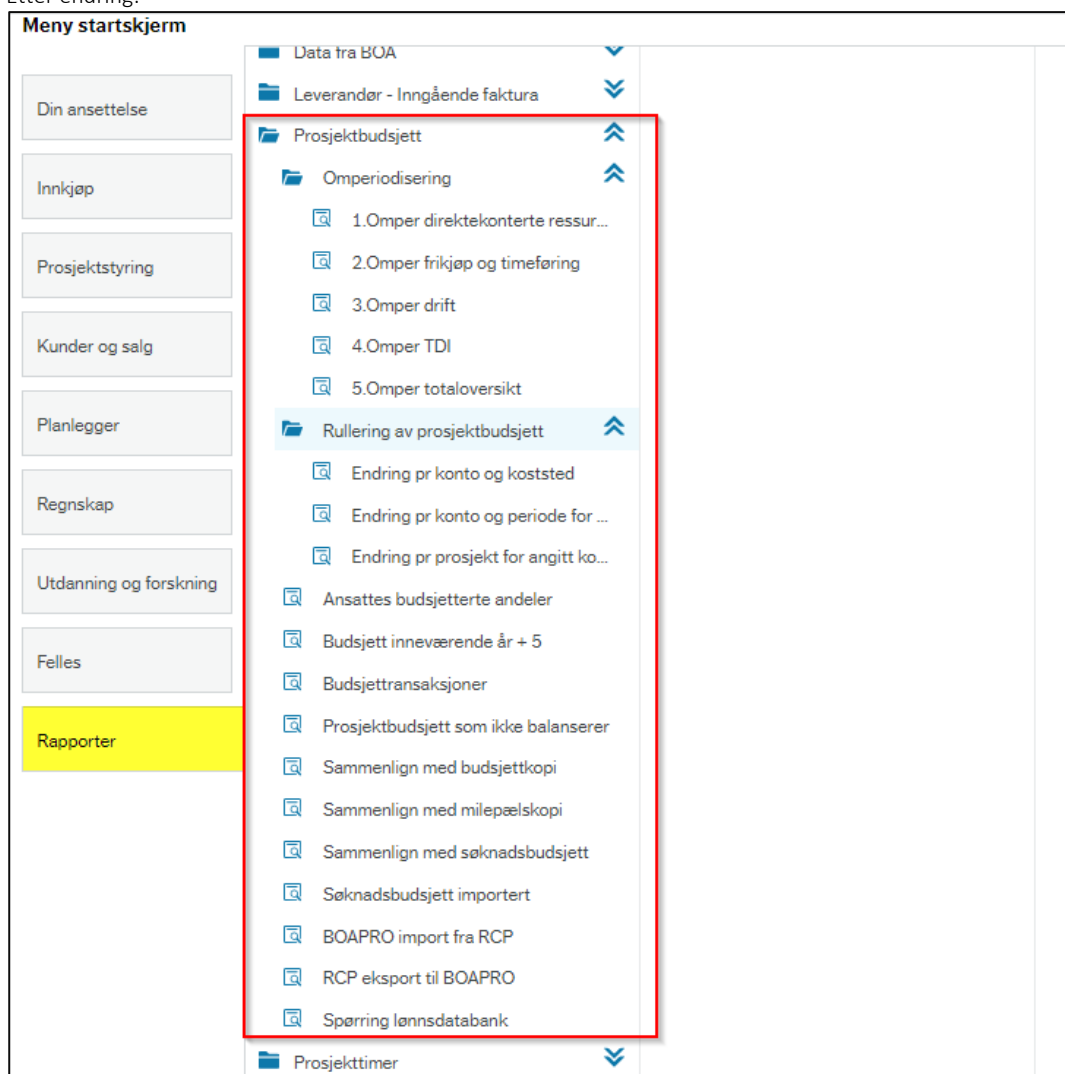 Etter endring:
Meny startskjerm
Din ansettelse
Innkjøp
Prosjektstyring
Kunder og salg
Planlegger
Regnskap
Utdanning og forskning
Felles
Rapporter
Data fra BOA
Leverandør - Inngående faktura
Prosjektbudsjett
Omperiodisering
1.Omper direktekonterte ressur...
2.Omper frikjøp og timeføring
3.Omper drift
4.Omper TDI
5.Omper totaloversikt
Rullering av prosjektbudsjett
Endring pr konto og koststed
Endring pr konto og periode for ...
Endring pr prosjekt for angitt ko...
Ansattes budsjetterte andeler
Budsjett inneværende år + 5
Budsjettransaksjoner
Prosjektbudsjett som ikke balanserer
Sammenlign med budsjettkopi
Sammenlign med milepælskopi
Sammenlign med søknadsbudsjett
Søknadsbudsjett importert
BOAPRO import fra RCP
RCP eksport til BOAPRO
Spørring lønnsdatabank
Prosjekttimer